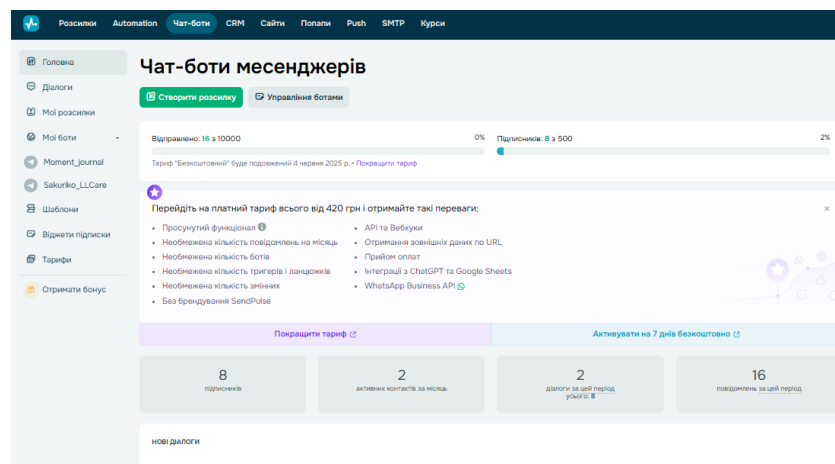 Розсилки Automation Чат-боти CRM Сайти Попапи Push SMTP Курси
Головна
Діалоги
Мої розсилки
Мої боти
Moment_journal
Sakuriko_LLCare
Шаблони
Віджети підписки
Тарифи
Отримати бонус
Чат-боти месенджерів
Створити розсилку Управління ботами
Відправлено: 16 з 10000 0%
Підписників: 8 з 500 2%
Тариф "Безкоштовний" буде подовжений 4 червня 2025 р. • Покращити тариф
Перейдіть на платний тариф всього від 420 грн і отримайте такі переваги:
• Просунутий функціонал
• Необмежена кількість повідомлень на місяць
• Необмежена кількість ботів
• Необмежена кількість тригерів і ланцюжків
• Необмежена кількість змінних
• Без брендування SendPulse
• API та Вебхуки
• Отримання зовнішніх даних по URL
• Прийом оплат
• Інтеграції з ChatGPT та Google Sheets
• WhatsApp Business API
Покращити тариф
Активувати на 7 днів безкоштовно
8
підписників
2
активних контактів за місяць
2
діалоги за цей період
усього: 8
16
повідомлень за цей період
НОВІ ДІАЛОГИ